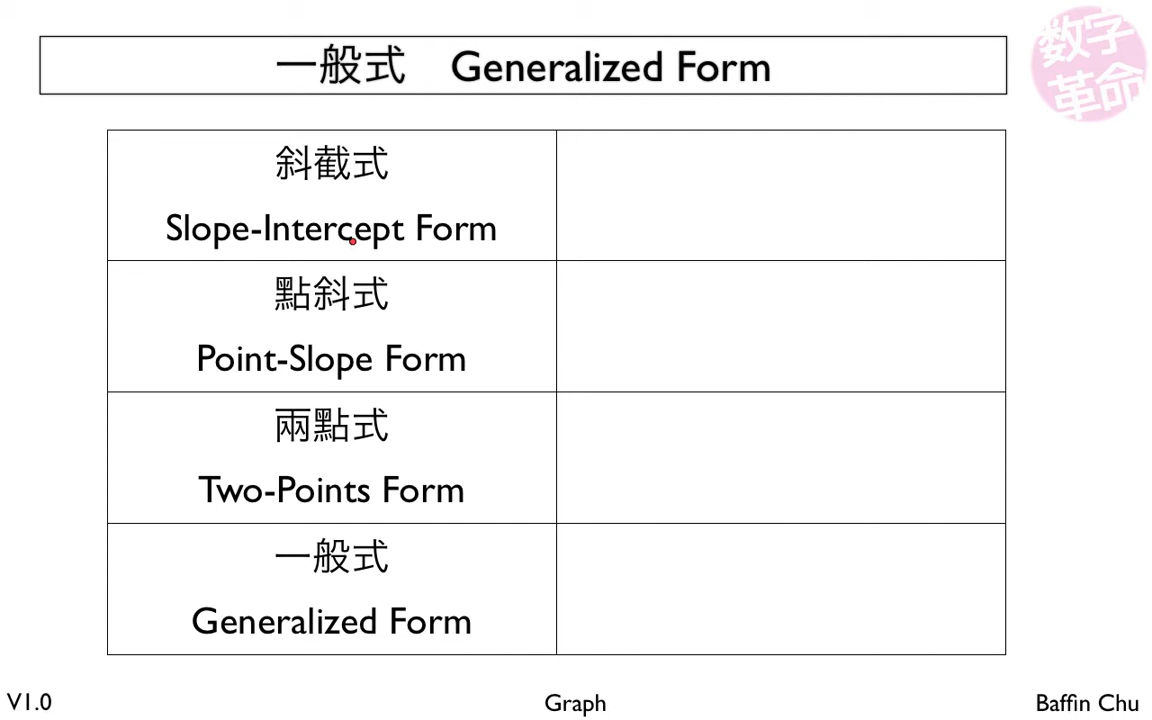 一般式 Generalized Form
数字
革命
斜截式
Slope-Intercept Form
點斜式
Point-Slope Form
兩點式
Two-Points Form
一般式
Generalized Form
V1.0 Graph Baffin Chu